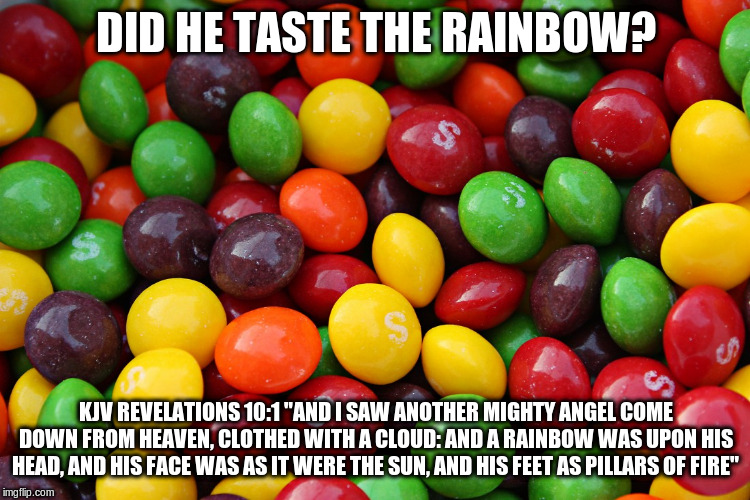 DID HE TASTE THE RAINBOW?
S
S
S
S
S
S
S
S
KJV REVELATIONS 10:1 "AND I SAW ANOTHER MIGHTY ANGEL COME
DOWN FROM HEAVEN, CLOTHED WITH A CLOUD: AND A RAINBOW WAS UPON HIS
HEAD, AND HIS FACE WAS AS IT WERE THE SUN, AND HIS FEET AS PILLARS OF FIRE"
imgflip.com